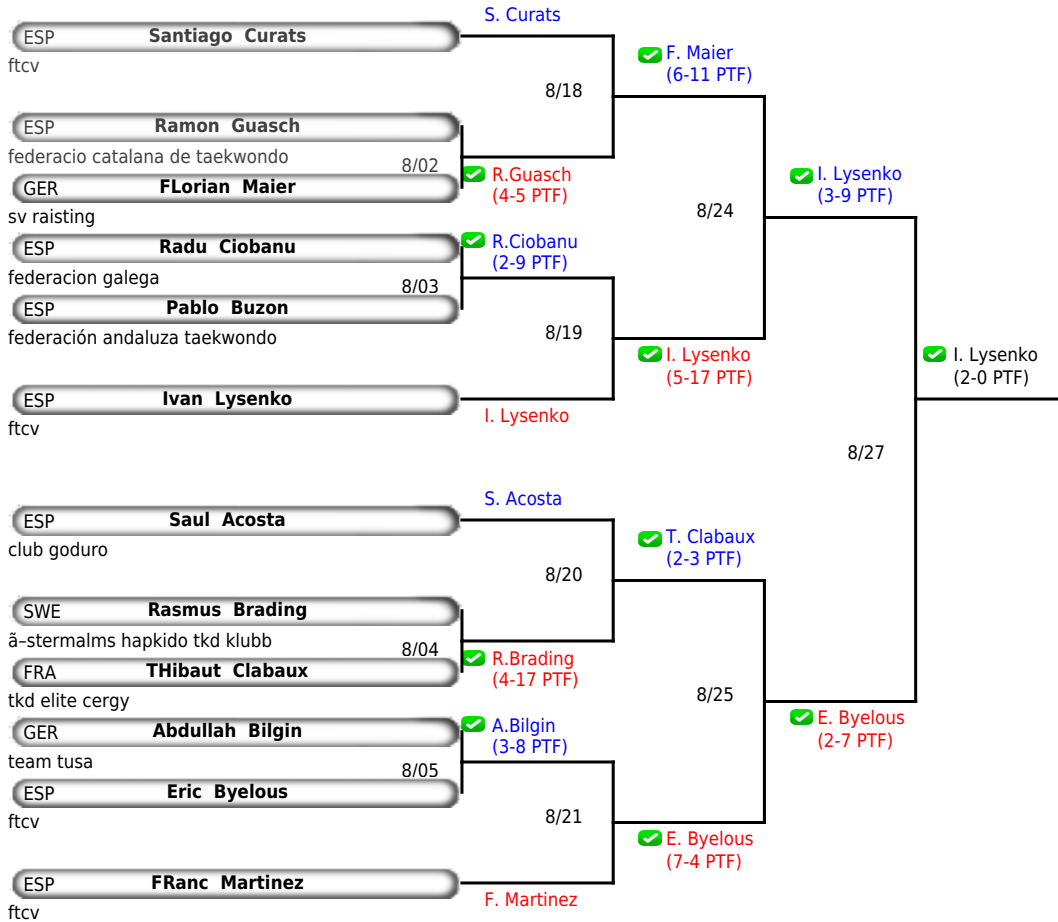 S. Curats
ESP Santiago Curats
ftcv
F. Maier
(6-11 PTF)
8/18
ESP Ramon Guasch
federacio catalana de taekwondo
8/02
R.Guasch
(4-5 PTF)
GER FLorian Maier
sv raisting
I. Lysenko
(3-9 PTF)
8/24
ESP Radu Ciobanu
federacion galega
R.Ciobanu
(2-9 PTF)
8/03
ESP Pablo Buzon
federación andaluza taekwondo
8/19
I. Lysenko
(5-17 PTF)
I. Lysenko
(2-0 PTF)
ESP Ivan Lysenko
ftcv
I. Lysenko
8/27
S. Acosta
ESP Saul Acosta
club goduro
T. Clabaux
(2-3 PTF)
8/20
SWE Rasmus Brading
ã–stermalms hapkido tkd klubb
8/04
R.Brading
(4-17 PTF)
FRA THibaut Clabaux
tkd elite cergy
8/25
GER Abdullah Bilgin
team tusa
A.Bilgin
(3-8 PTF)
E. Byelous
(2-7 PTF)
8/05
ESP Eric Byelous
ftcv
8/21
E. Byelous
(7-4 PTF)
ESP FRanc Martinez
ftcv
F. Martinez